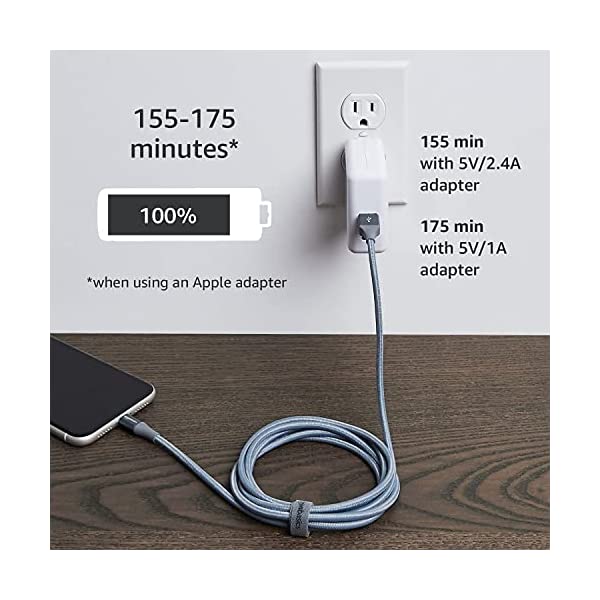 155-175
minutes*
100%
*when using an Apple adapter
155 min
with 5V/2.4A
adapter
175 min
with 5V/1A
adapter